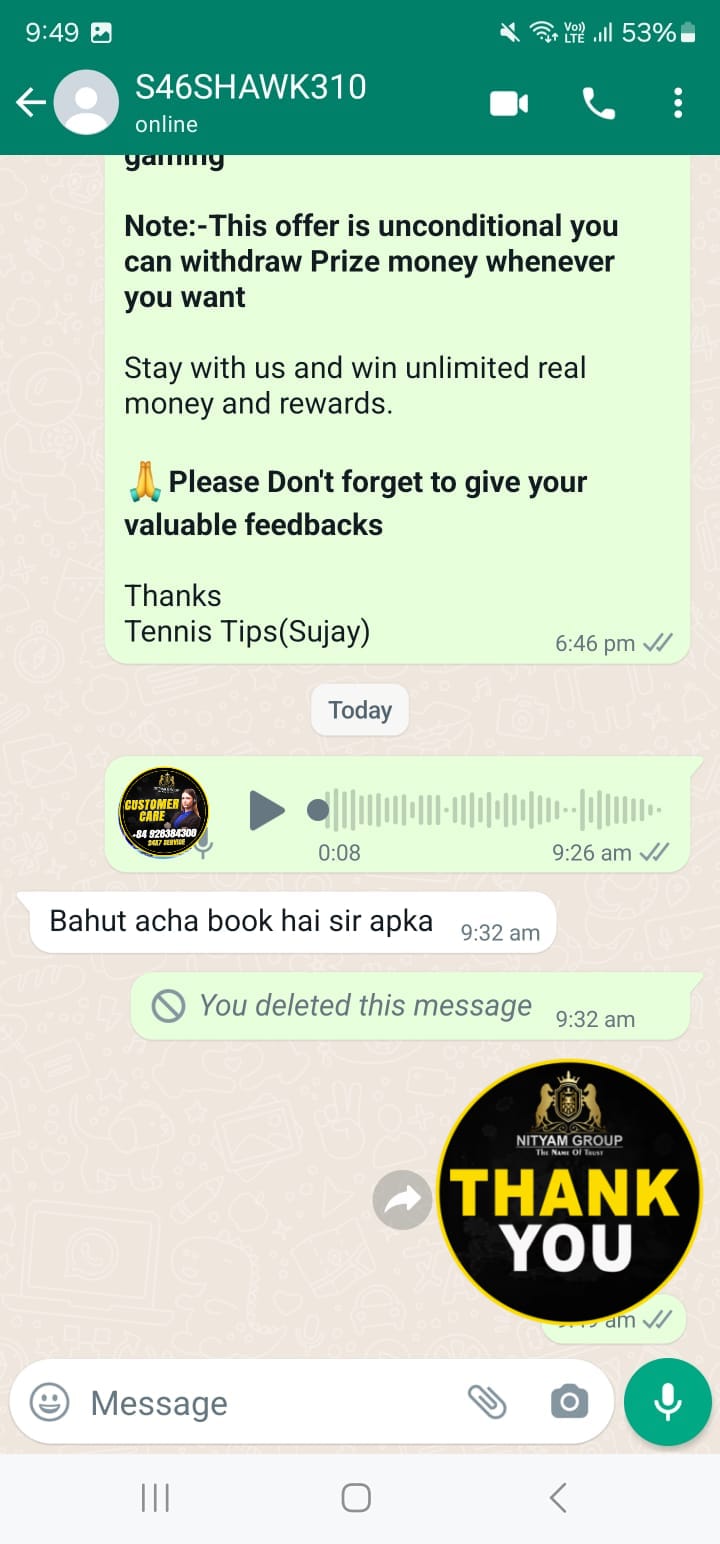 9:49
Vo))
LTE
53%
S46SHAWK310
online
gaming
Note:-This offer is unconditional you
can withdraw Prize money whenever
you want
Stay with us and win unlimited real
money and rewards.
🙏Please Don't forget to give your
valuable feedbacks
Thanks
Tennis Tips(Sujay)
6:46 pm
Today
CUSTOMER
CARE
+84 928384308
24X7 SERVICE
0:08
9:26 am
Bahut acha book hai sir apka
9:32 am
You deleted this message
9:32 am
NITYAM GROUP
The Name Of Trust
THANK
YOU
am
Message